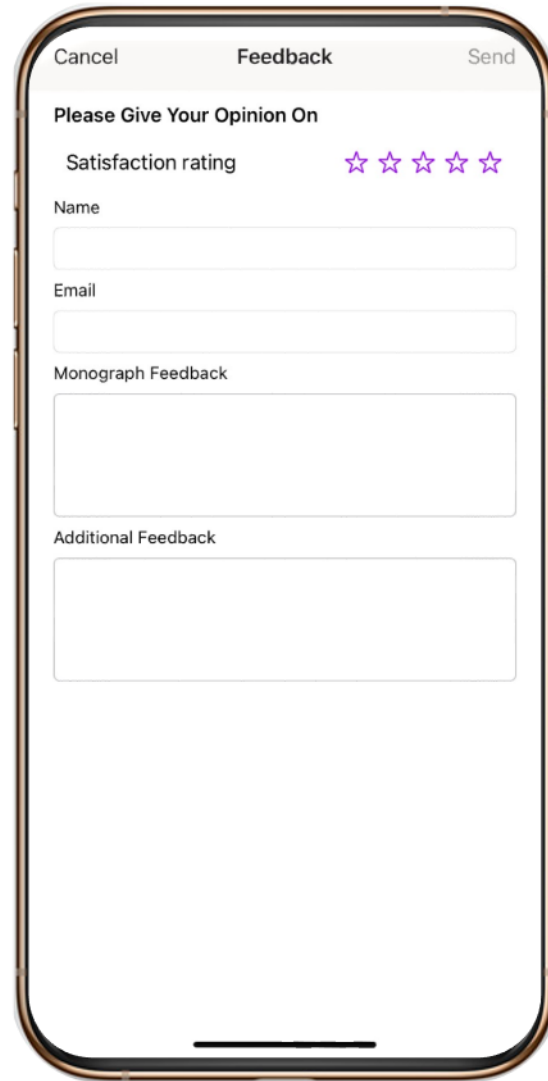 Cancel Feedback Send
Please Give Your Opinion On
Satisfaction rating
Name
Email
Monograph Feedback
Additional Feedback